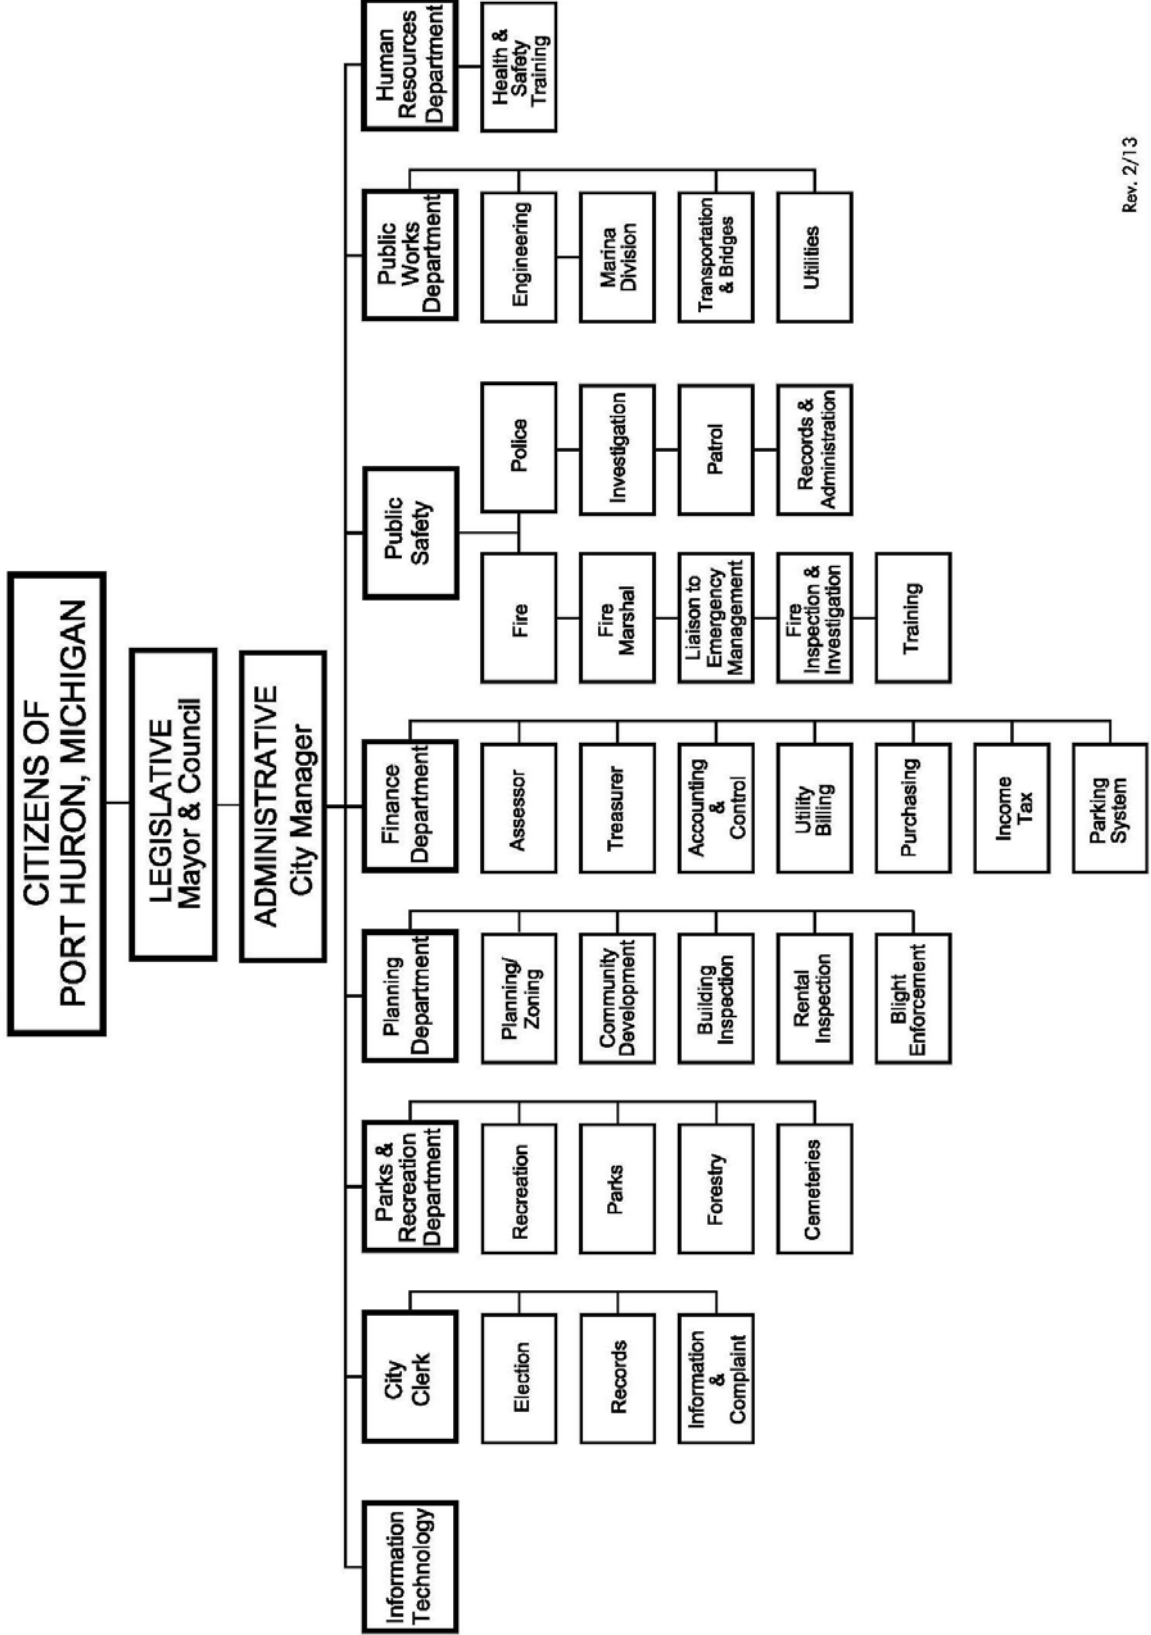 CITIZENS OF
PORT HURON, MICHIGAN
LEGISLATIVE
Mayor & Council
ADMINISTRATIVE
City Manager
Information
Technology
City
Clerk
Election
Records
Information
&
Complaint
Parks &
Recreation
Department
Recreation
Parks
Forestry
Cemeteries
Planning
Department
Planning/
Zoning
Community
Development
Building
Inspection
Rental
Inspection
Blight
Enforcement
Finance
Department
Assessor
Treasurer
Accounting
&
Control
Utility
Billing
Purchasing
Income
Tax
Parking
System
Public
Safety
Fire
Fire
Marshal
Liaison to
Emergency
Management
Fire
Inspection &
Investigation
Training
Police
Investigation
Patrol
Records &
Administration
Public
Works
Department
Engineering
Marina
Division
Transportation
& Bridges
Utilities
Human
Resources
Department
Health &
Safety
Training
Rev. 2/13